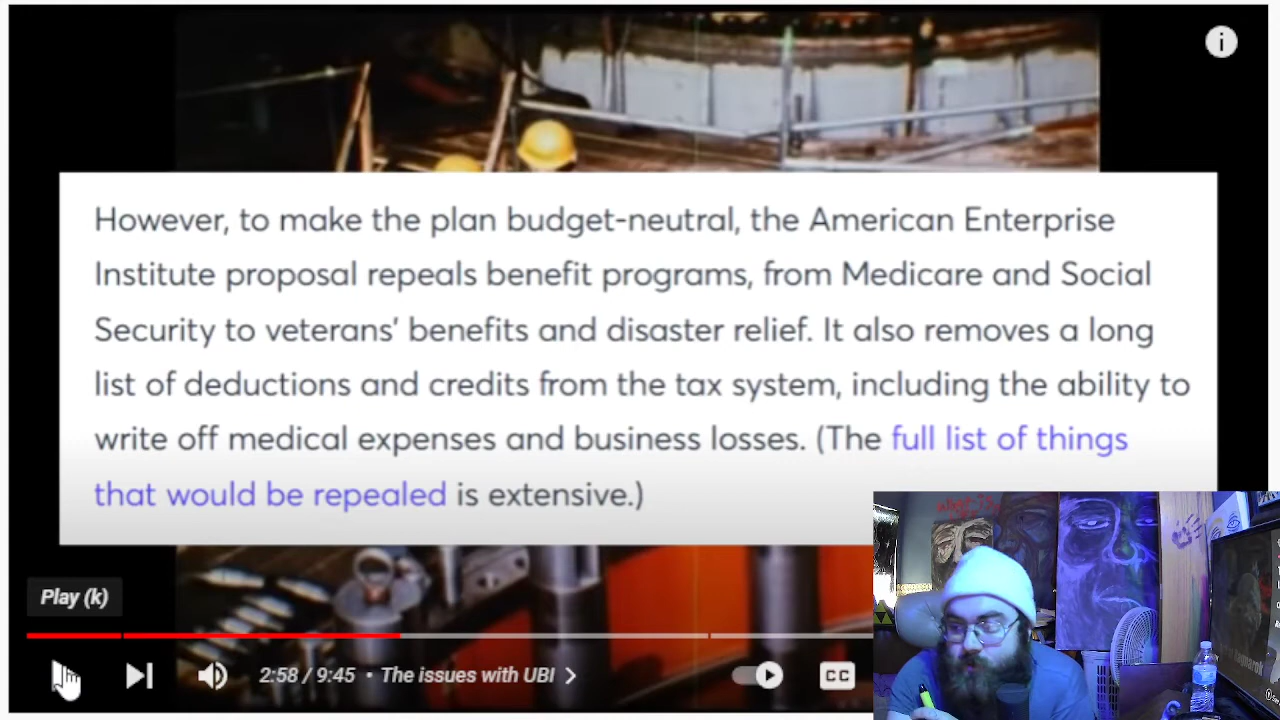 However, to make the plan budget-neutral, the American Enterprise
Institute proposal repeals benefit programs, from Medicare and Social
Security to veterans’ benefits and disaster relief. It also removes a long
list of deductions and credits from the tax system, including the ability to
write off medical expenses and business losses. (The full list of things
that would be repealed is extensive.)
Play (k)
2:58 / 9:45 • The issues with UBI
CC